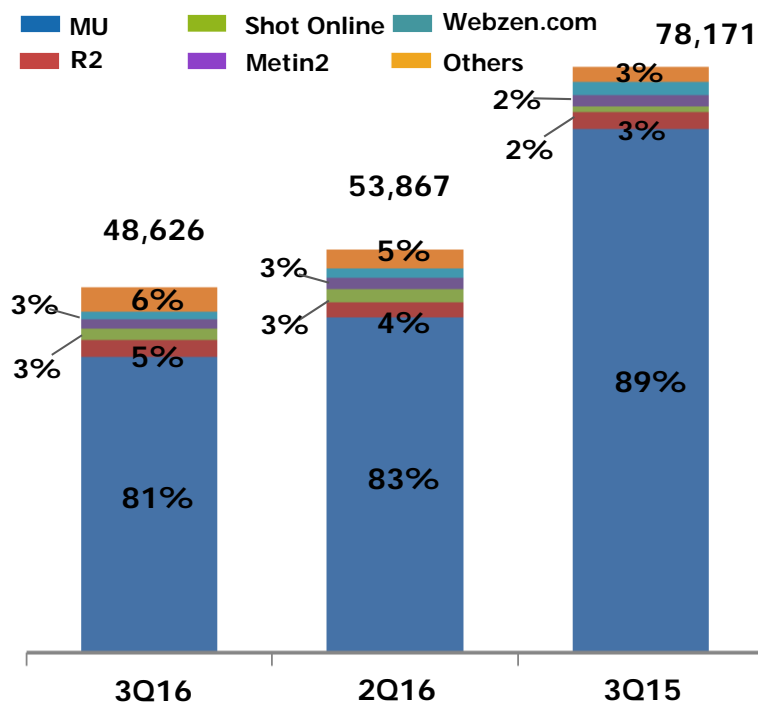 MU
Shot Online
Webzen.com
R2
Metin2
Others
78,171
53,867
48,626
3%
2%
2%
3%
89%
5%
3%
3%
4%
83%
6%
3%
3%
5%
81%
3Q16
2Q16
3Q15